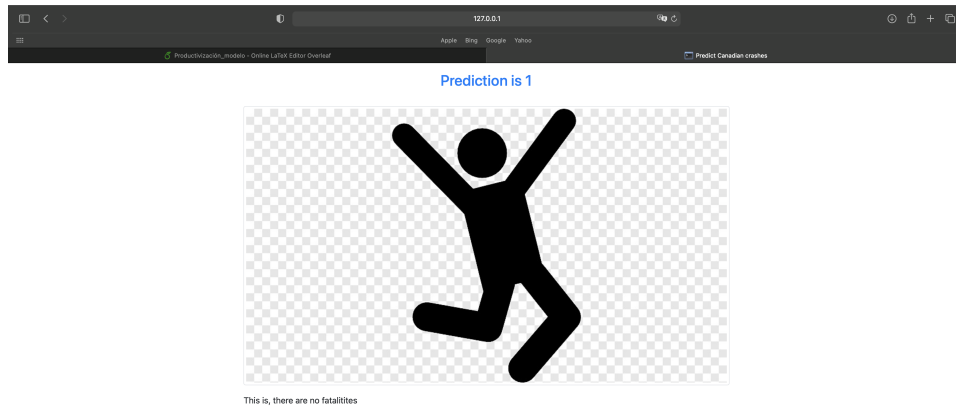 127.0.0.1
Apple Bing Google Yahoo
Productivización_modelo – Online LaTeX Editor Overleaf
Predict Canadian crashes
Prediction is 1
This is, there are no fatalitites